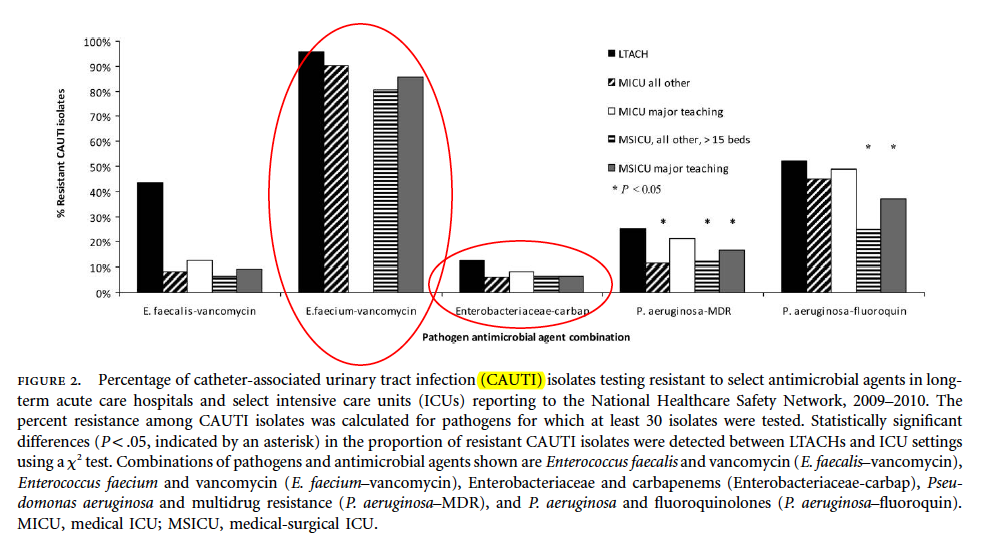 100%
90%
80%
70%
60%
50%
40%
30%
20%
10%
0%
% Resistant CAUTI isolates
LTACH
MICU all other
MICU major teaching
MSICU, all other, > 15 beds
MSICU major teaching
* P < 0.05
* *
* * *
E. faecalis-vancomycin E.faecium-vancomycin Enterobacteriaceae-carbap P. aeruginosa-MDR P. aeruginosa-fluoroquin
Pathogen antimicrobial agent combination
FIGURE 2. Percentage of catheter-associated urinary tract infection (CAUTI) isolates testing resistant to select antimicrobial agents in long-
term acute care hospitals and select intensive care units (ICUs) reporting to the National Healthcare Safety Network, 2009–2010. The
percent resistance among CAUTI isolates was calculated for pathogens for which at least 30 isolates were tested. Statistically significant
differences (P < .05, indicated by an asterisk) in the proportion of resistant CAUTI isolates were detected between LTACHs and ICU settings
using a χ² test. Combinations of pathogens and antimicrobial agents shown are Enterococcus faecalis and vancomycin (E. faecalis–vancomycin),
Enterococcus faecium and vancomycin (E. faecium–vancomycin), Enterobacteriaceae and carbapenems (Enterobacteriaceae-carbap), Pseu-
domonas aeruginosa and multidrug resistance (P. aeruginosa–MDR), and P. aeruginosa and fluoroquinolones (P. aeruginosa–fluoroquin).
MICU, medical ICU; MSICU, medical-surgical ICU.